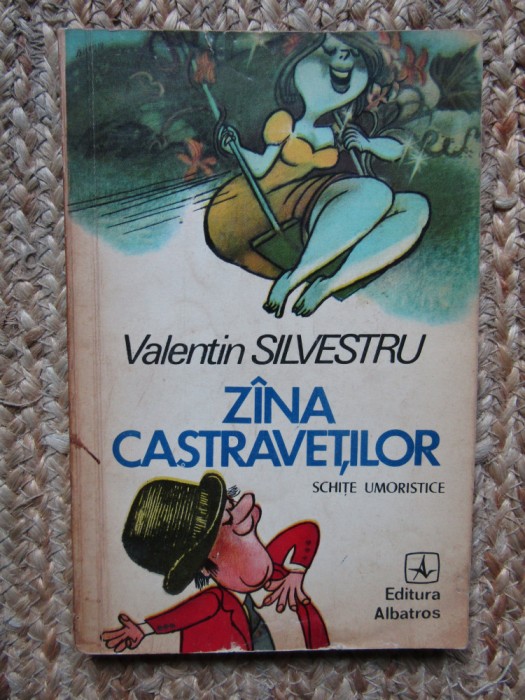 Valentin SILVESTRU
ZÎNA
CASTRAVEȚILOR
SCHIȚE UMORISTICE
Editura
Albatros